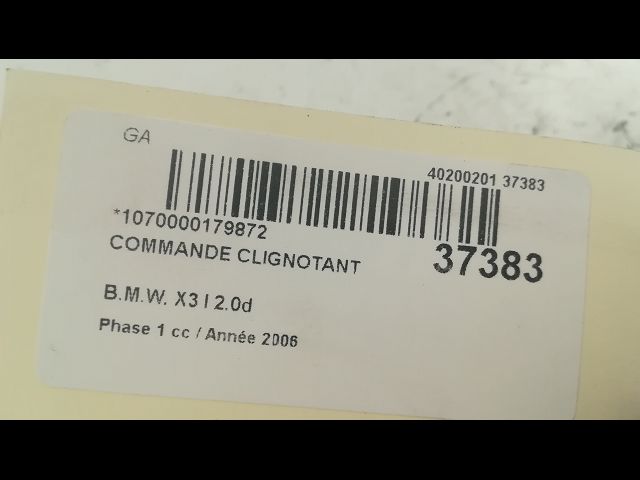 GA
40200201 37383
*1070000179872
37383
COMMANDE CLIGNOTANT
B.M.W. X3 I 2.0d
Phase 1 cc / Année 2006